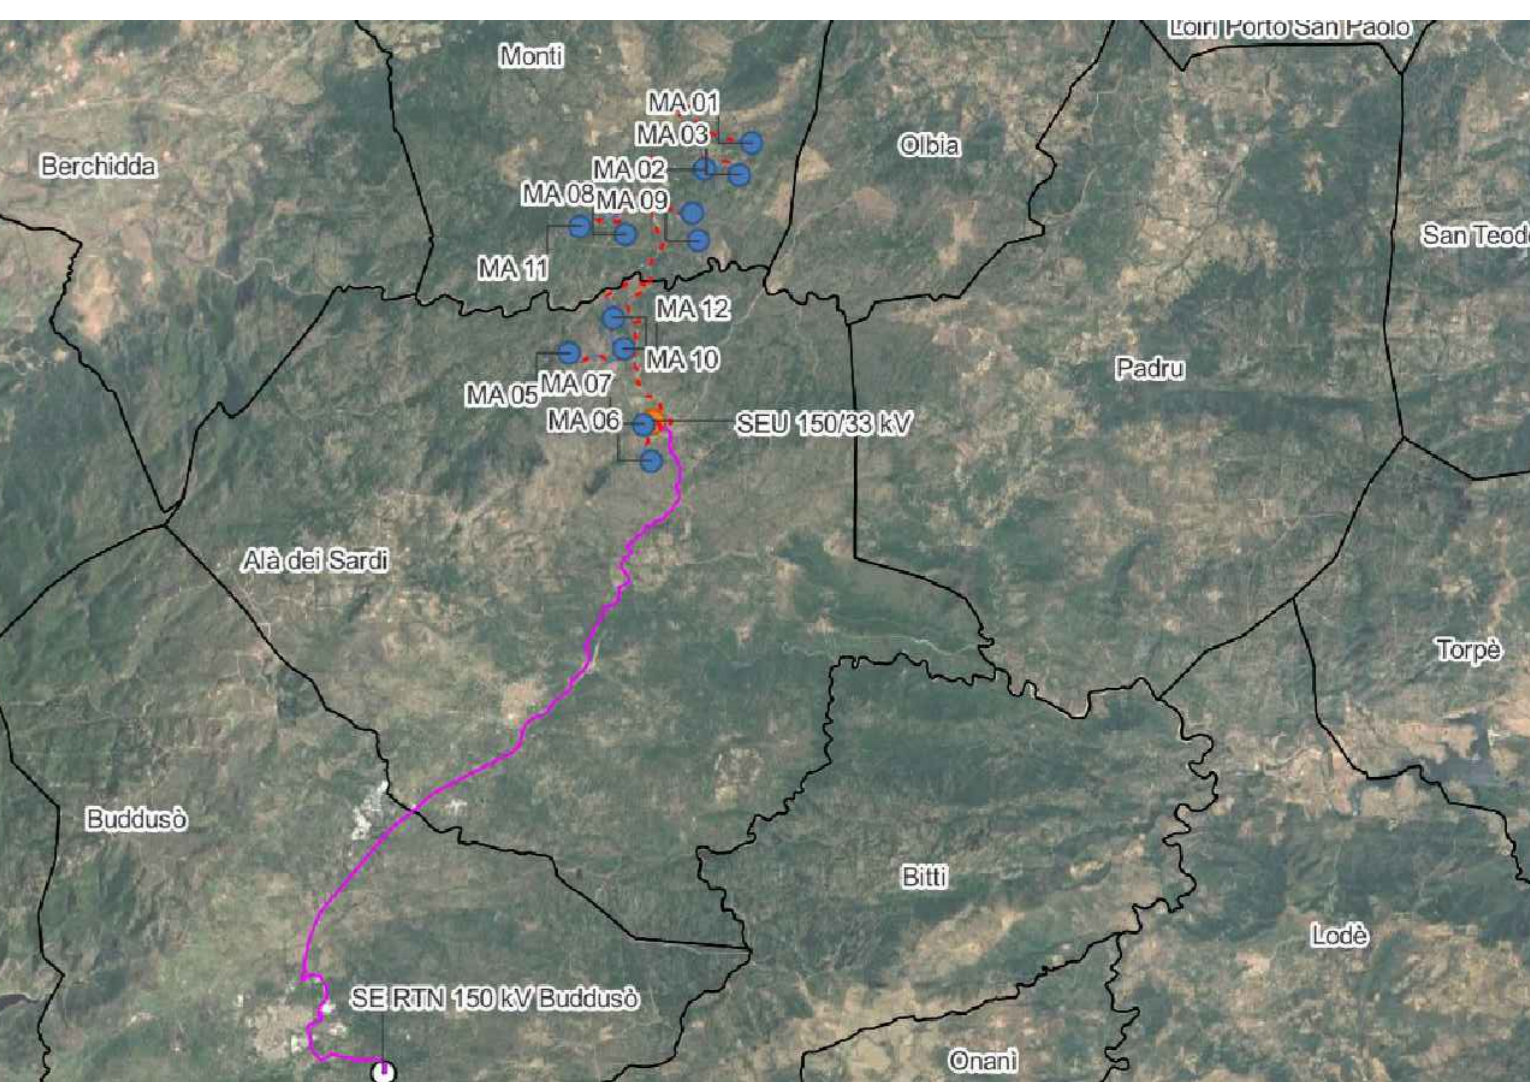 Loiri Porto San Paolo
Monti
MA 01
MA 03
Olbia
Berchidda
MA 02
MA 08
MA 09
San Teod
MA 11
MA 12
MA 10
Padru
MA 05
MA 07
MA 06
SEU 150/33 kV
Alà dei Sardi
Torpè
Buddusò
Bitti
Lodè
SE RTN 150 kV Buddusò
Onanì